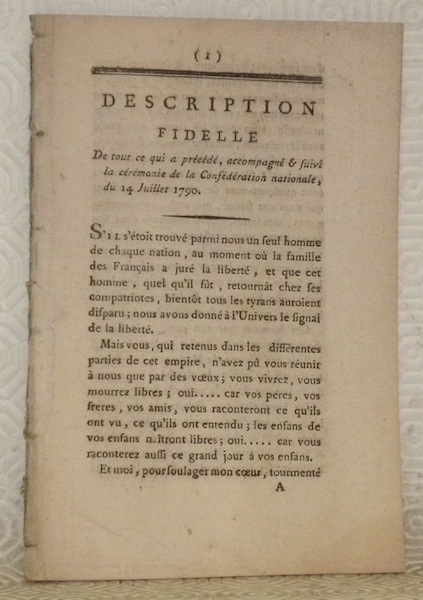 ( 1 )
DESCRIPTION
FIDELLE
De tout ce qui a précédé, accompagné & suivi
la cérémonie de la Confédération nationale,
du 14 Juillet 1790.
S'IL s'étoit trouvé parmi nous un seul homme
de chaque nation, au moment où la famille
des Français a juré la liberté, et que cet
homme, quel qu'il fût, retournât chez ses
compatriotes, bientôt tous les tyrans auroient
disparu; nous avons donné à l'Univers le signal
de la liberté.
Mais vous, qui retenus dans les différentes
parties de cet empire, n'avez pû vous réunir
à nous que par des vœux; vous vivrez, vous
mourrez libres; oui..... car vos peres, vos
freres, vos amis, vous raconteront ce qu'ils
ont vu, ce qu'ils ont entendu; les enfans de
vos enfans naîtront libres; oui..... car vous
raconterez aussi ce grand jour à vos enfans.
Et moi, pour soulager mon cœur, tourmenté
A